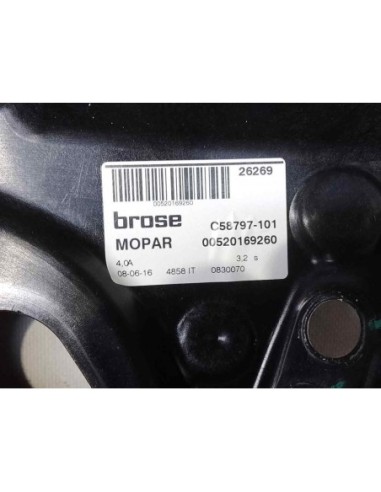 26269
00520169260
brose C58797-101
MOPAR 00520169260
4,0A 3,2 s
08-06-16 4858 IT 0830070